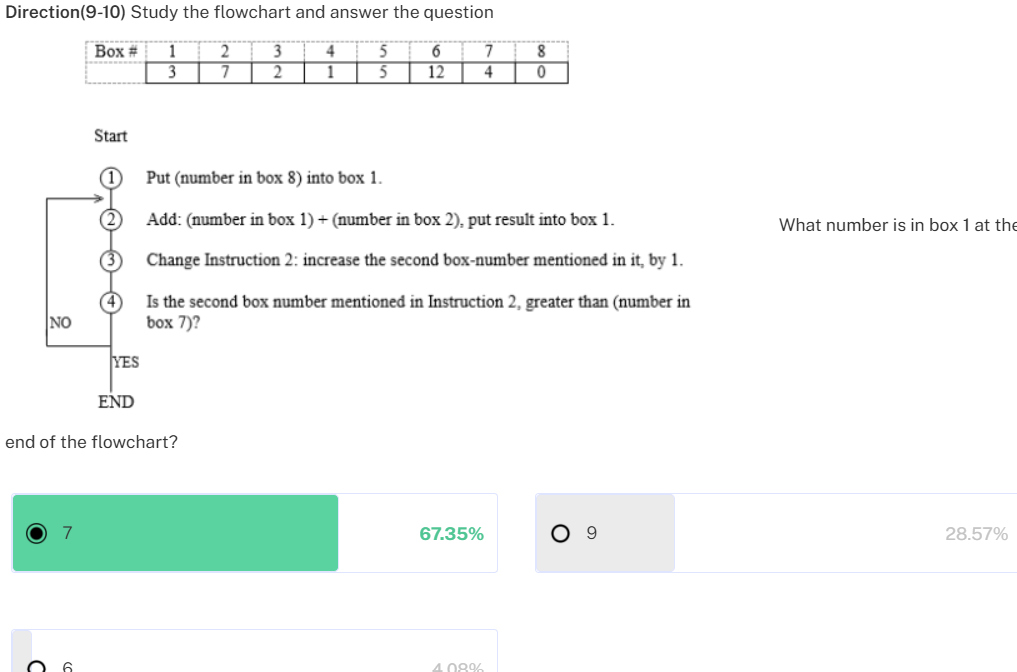 Direction(9-10) Study the flowchart and answer the question
Box # 1 2 3 4 5 6 7 8
3 7 2 1 5 12 4 0
Start
1 Put (number in box 8) into box 1.
2 Add: (number in box 1) + (number in box 2), put result into box 1.
What number is in box 1 at the
3 Change Instruction 2: increase the second box-number mentioned in it, by 1.
4 Is the second box number mentioned in Instruction 2, greater than (number in
box 7)?
NO
YES
END
end of the flowchart?
7 67.35%
9 28.57%
6 4.08%